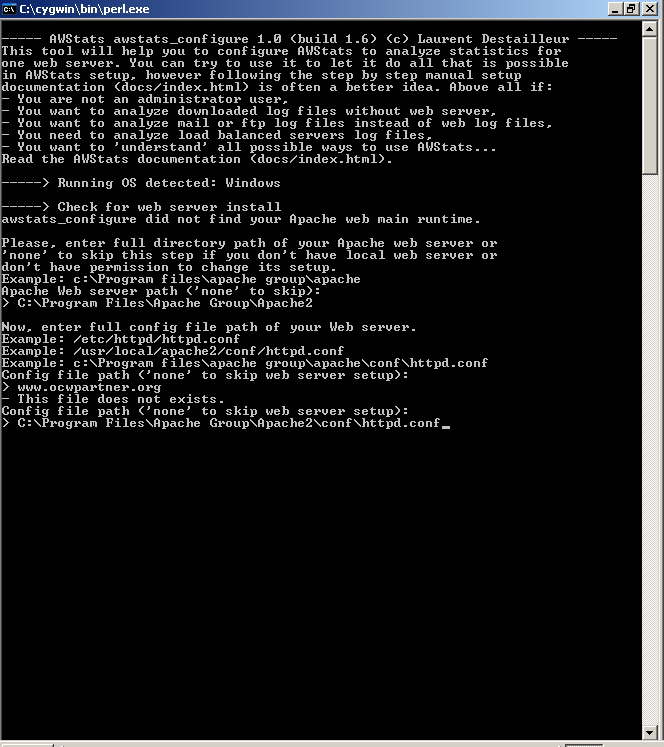 C:\cygwin\bin\perl.exe
----- AWStats awstats_configure 1.0 (build 1.6) (c) Laurent Destailleur -----
This tool will help you to configure AWStats to analyze statistics for
one web server. You can try to use it to let it do all that is possible
in AWStats setup, however following the step by step manual setup
documentation (docs/index.html) is often a better idea. Above all if:
- You are not an administrator user,
- You want to analyze downloaded log files without web server,
- You want to analyze mail or ftp log files instead of web log files,
- You need to analyze load balanced servers log files,
- You want to 'understand' all possible ways to use AWStats...
Read the AWStats documentation (docs/index.html).
-----> Running OS detected: Windows
-----> Check for web server install
awstats_configure did not find your Apache web main runtime.
Please, enter full directory path of your Apache web server or
'none' to skip this step if you don't have local web server or
don't have permission to change its setup.
Example: c:\Program files\apache group\apache
Apache Web server path ('none' to skip):
> C:\Program Files\Apache Group\Apache2
Now, enter full config file path of your Web server.
Example: /etc/httpd/httpd.conf
Example: /usr/local/apache2/conf/httpd.conf
Example: c:\Program files\apache group\apache\conf\httpd.conf
Config file path ('none' to skip web server setup):
> www.ocwpartner.org
- This file does not exists.
Config file path ('none' to skip web server setup):
> C:\Program Files\Apache Group\Apache2\conf\httpd.conf_